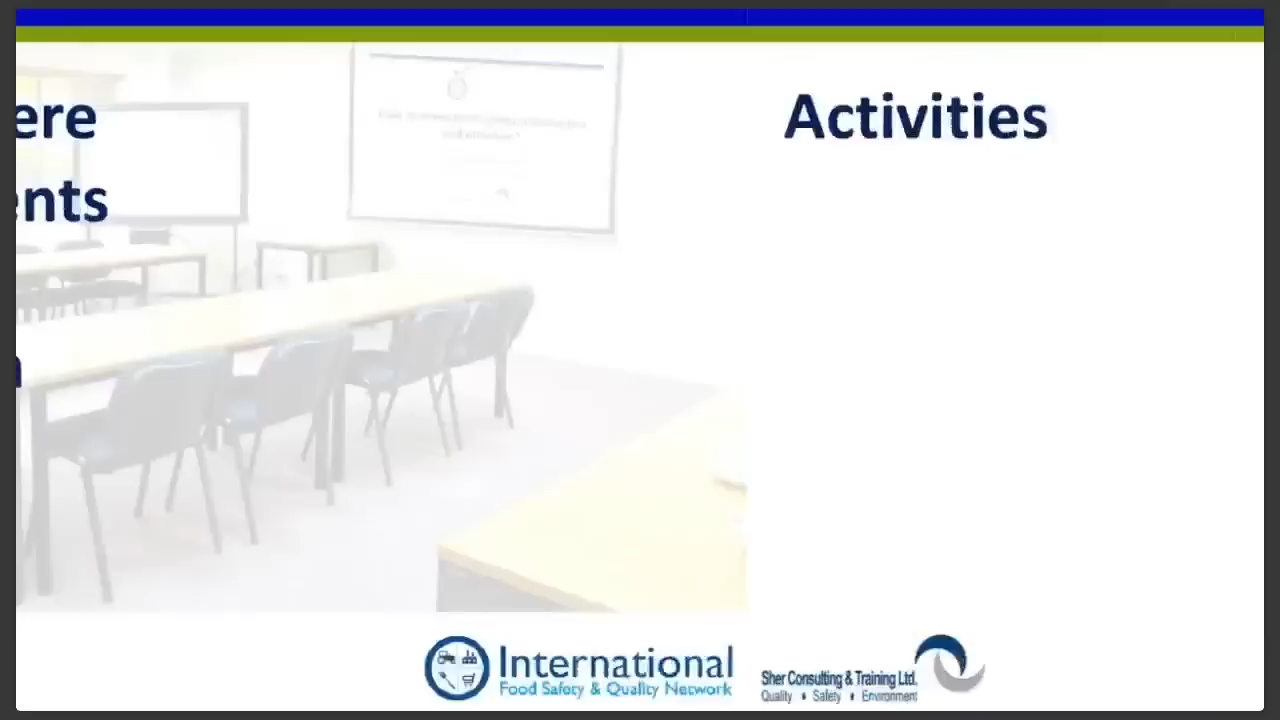 ere
ents
Activities
International
Food Safety & Quality Network
Sher Consulting & Training Ltd.
Quality • Safety • Environment